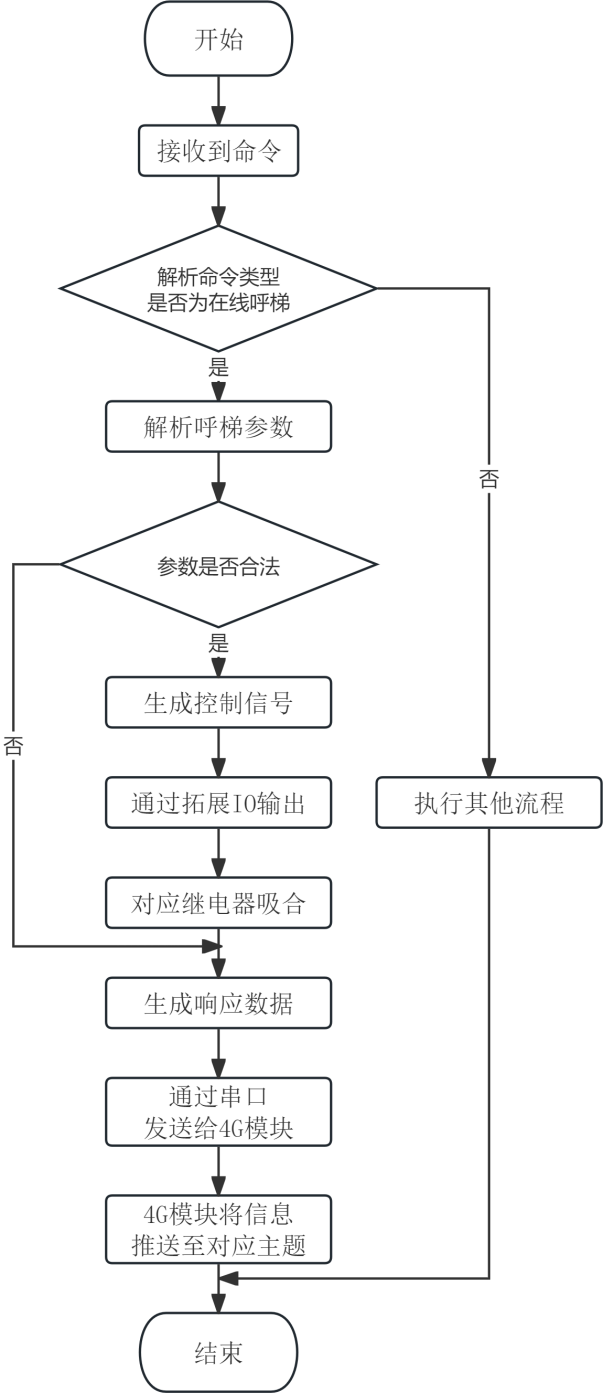 开始
接收到命令
解析命令类型
是否为在线呼梯
是
解析呼梯参数
否
参数是否合法
是
生成控制信号
否
通过拓展IO输出
执行其他流程
对应继电器吸合
生成响应数据
通过串口
发送给4G模块
4G模块将信息
推送至对应主题
结束